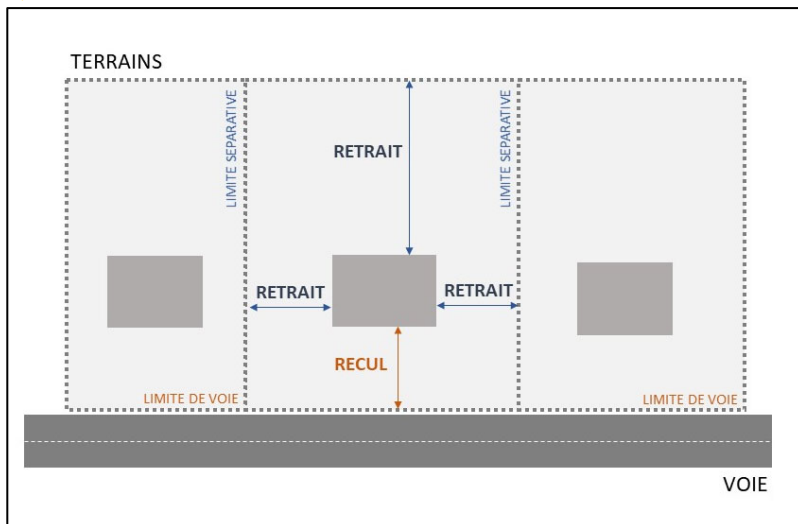 TERRAINS
LIMITE SEPARATIVE
LIMITE SEPARATIVE
RETRAIT
RETRAIT
RETRAIT
RECUL
LIMITE DE VOIE
LIMITE DE VOIE
VOIE